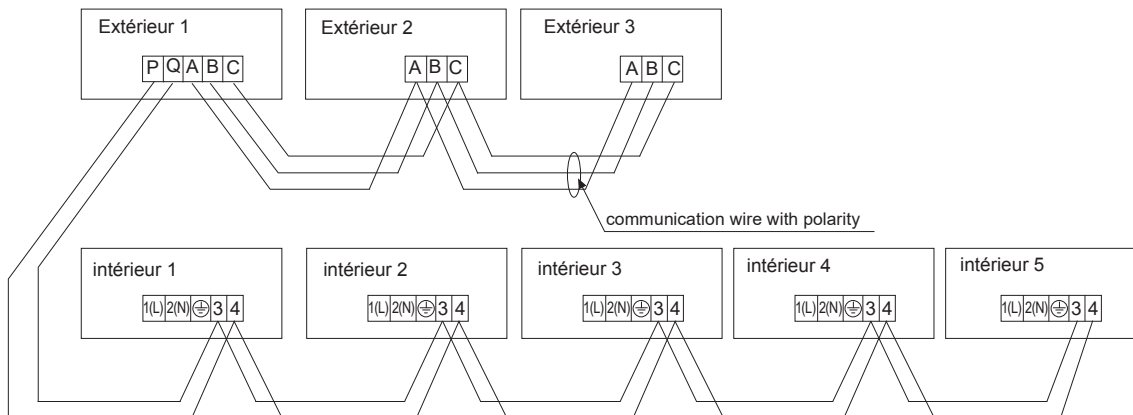 Extérieur 1 Extérieur 2 Extérieur 3
P Q A B C A B C A B C
communication wire with polarity
intérieur 1 intérieur 2 intérieur 3 intérieur 4 intérieur 5
1(L) 2(N) 3 4 1(L) 2(N) 3 4 1(L) 2(N) 3 4 1(L) 2(N) 3 4 1(L) 2(N) 3 4